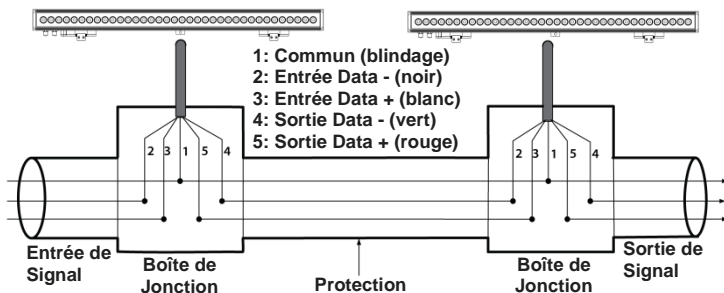 1: Commun (blindage)
2: Entrée Data - (noir)
3: Entrée Data + (blanc)
4: Sortie Data - (vert)
5: Sortie Data + (rouge)
2 3 1 5 4
2 3 1 5 4
Entrée de
Signal
Boîte de
Jonction
Protection
Boîte de
Jonction
Sortie de
Signal